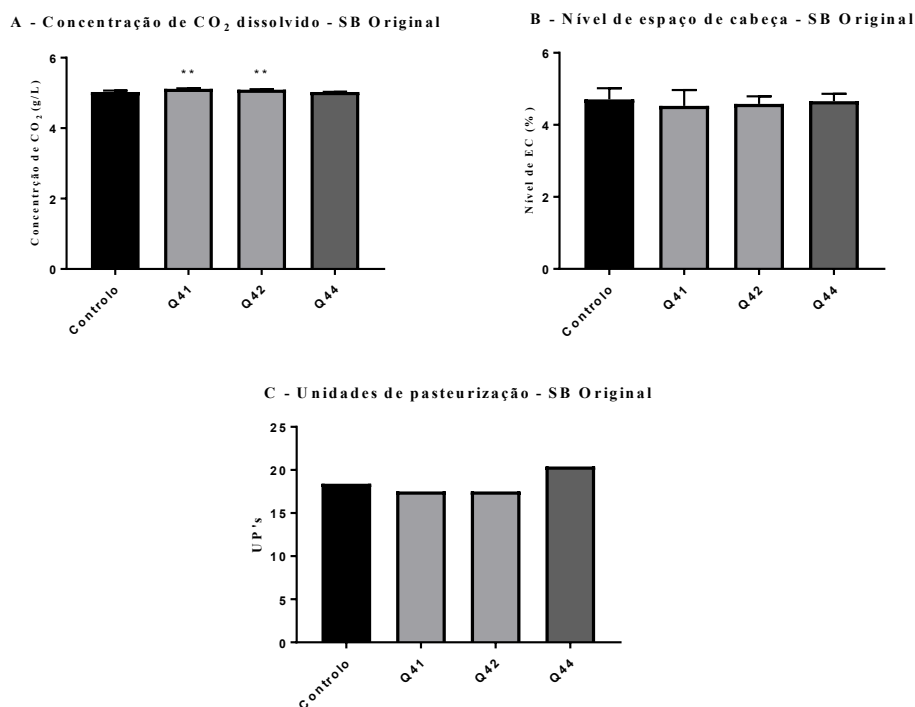 A - Concentração de CO₂ dissolvido - SB Original
Concentrção de CO₂ (g/L)
6
4
2
0
**
**
Controlo
Q41
Q42
Q44
B - Nível de espaço de cabeça - SB Original
Nível de EC (%)
6
4
2
0
Controlo
Q41
Q42
Q44
C - Unidades de pasteurização - SB Original
UP's
25
20
15
10
5
0
Controlo
Q41
Q42
Q44